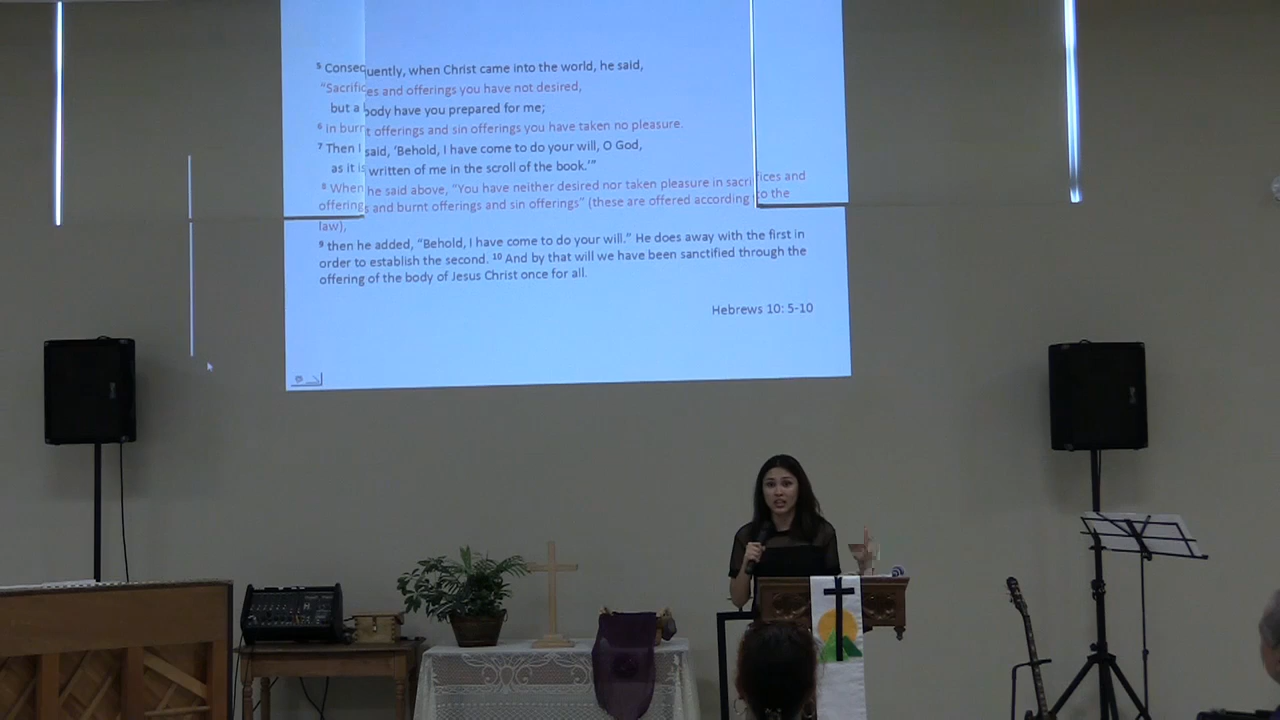 5 Consequently, when Christ came into the world, he said,
“Sacrifices and offerings you have not desired,
but a body have you prepared for me;
6 In burnt offerings and sin offerings you have taken no pleasure.
7 Then I said, ‘Behold, I have come to do your will, O God,
as it is written of me in the scroll of the book.’”
8 When he said above, “You have neither desired nor taken pleasure in sacrifices and
offerings and burnt offerings and sin offerings” (these are offered according to the
law),
9 then he added, “Behold, I have come to do your will.” He does away with the first in
order to establish the second. 10 And by that will we have been sanctified through the
offering of the body of Jesus Christ once for all.
Hebrews 10: 5-10